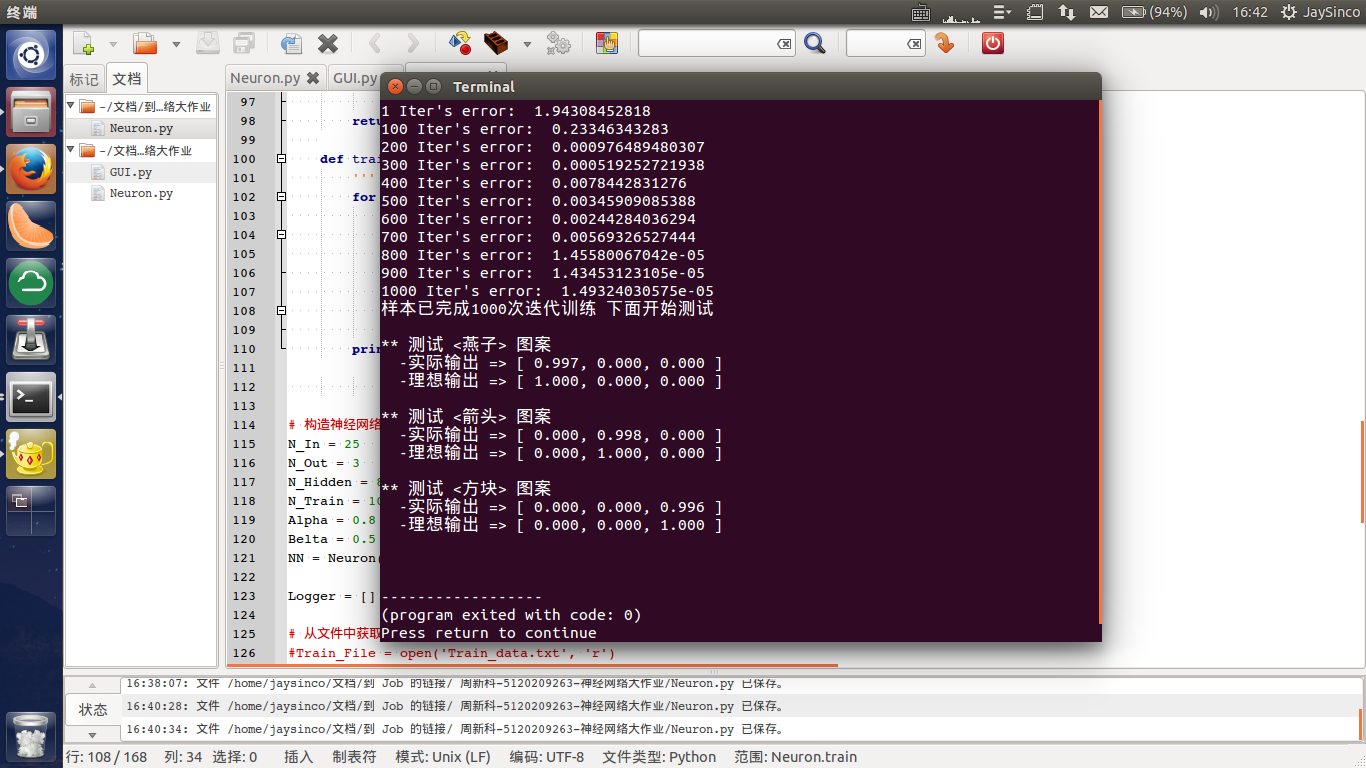 终端
(94%)
16:42
JaySinco
标记
文档
Neuron.py
GUI.py
~/文档/到…络大作业
Neuron.py
~/文档…络大作业
GUI.py
Neuron.py
97
98 retu
99
100 def trai
101 '''
102 for
103
104
105
106
107
108
109
110 prin
111
112
113
114 # 构造神经网络
115 N_In = 25
116 N_Out = 3
117 N_Hidden = 8
118 N_Train = 10
119 Alpha = 0.8
120 Belta = 0.5
121 NN = Neuron(
122
123 Logger = []
124
125 # 从文件中获取
126 #Train_File = open('Train_data.txt', 'r')
Terminal
1 Iter's error:  1.94308452818
100 Iter's error:  0.23346343283
200 Iter's error:  0.000976489480307
300 Iter's error:  0.000519252721938
400 Iter's error:  0.0078442831276
500 Iter's error:  0.00345909085388
600 Iter's error:  0.00244284036294
700 Iter's error:  0.00569326527444
800 Iter's error:  1.45580067042e-05
900 Iter's error:  1.43453123105e-05
1000 Iter's error:  1.49324030575e-05
样本已完成1000次迭代训练 下面开始测试
** 测试 <燕子> 图案
-实际输出 => [ 0.997, 0.000, 0.000 ]
-理想输出 => [ 1.000, 0.000, 0.000 ]
** 测试 <箭头> 图案
-实际输出 => [ 0.000, 0.998, 0.000 ]
-理想输出 => [ 0.000, 1.000, 0.000 ]
** 测试 <方块> 图案
-实际输出 => [ 0.000, 0.000, 0.996 ]
-理想输出 => [ 0.000, 0.000, 1.000 ]
------------------
(program exited with code: 0)
Press return to continue
状态
16:38:07: 文件 /home/jaysinco/文档/到 Job 的链接/ 周新科-5120209263-神经网络大作业/Neuron.py 已保存。
16:40:28: 文件 /home/jaysinco/文档/到 Job 的链接/ 周新科-5120209263-神经网络大作业/Neuron.py 已保存。
16:40:34: 文件 /home/jaysinco/文档/到 Job 的链接/ 周新科-5120209263-神经网络大作业/Neuron.py 已保存。
行: 108 / 168 列: 34 选择: 0 插入 制表符 模式: Unix (LF) 编码: UTF-8 文件类型: Python 范围: Neuron.train